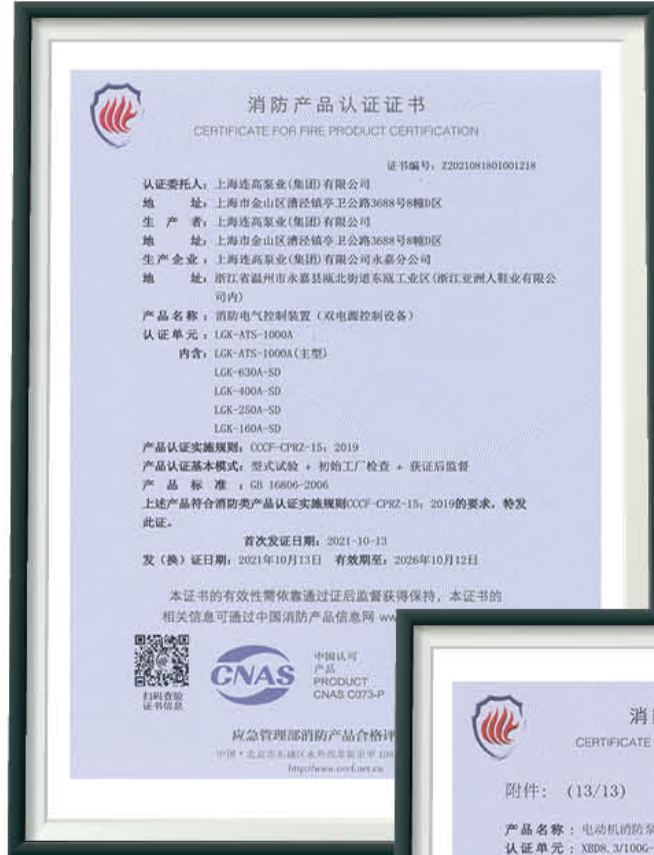 消防产品认证证书
CERTIFICATE FOR FIRE PRODUCT CERTIFICATION
证书编号：Z2021081801001218
认证委托人：上海连高泵业(集团)有限公司
地 址：上海市金山区漕泾镇亭卫公路3688号8幢D区
生 产 者：上海连高泵业(集团)有限公司
地 址：上海市金山区漕泾镇亭卫公路3688号8幢D区
生产企业：上海连高泵业(集团)有限公司永嘉分公司
地 址：浙江省温州市永嘉县瓯北街道东瓯工业区(浙江亚洲人鞋业有限公
司内)
产品名称：消防电气控制装置（双电源控制设备）
认证单元：LGK-ATS-1000A
内含：LGK-ATS-1000A(主型)
LGK-630A-SD
LGK-400A-SD
LGK-250A-SD
LGK-160A-SD
产品认证实施规则：CCCF-CPRZ-15：2019
产品认证基本模式：型式试验 + 初始工厂检查 + 获证后监督
产 品 标 准：GB 16806-2006
上述产品符合消防类产品认证实施规则CCCF-CPRZ-15：2019的要求，特发
此证。
首次发证日期：2021-10-13
发（换）证日期：2021年10月13日 有效期至：2026年10月12日
本证书的有效性需依靠通过证后监督获得保持，本证书的
相关信息可通过中国消防产品信息网 ww
扫码查验
证书信息
CNAS
中国认可
产品
PRODUCT
CNAS C073-P
应急管理部消防产品合格评
中国·北京市东城区永外
http://www.cccf.net.cn
消
CERTIFICATE
附件：（13/13）
产品名称：电动机消防泵
认证单元：XBD8.3/100G-